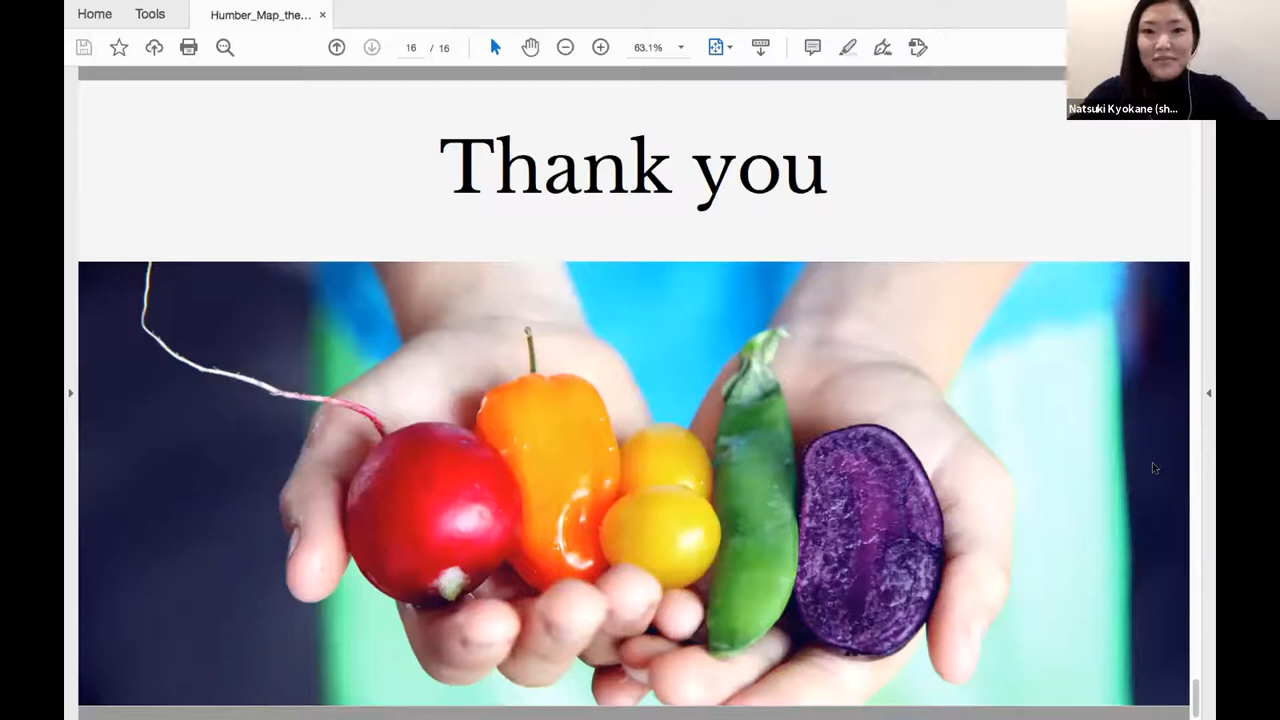 Home Tools Humber_Map_the... ×
16 / 16 63.1%
Natsuki Kyokane (sh...
Thank you